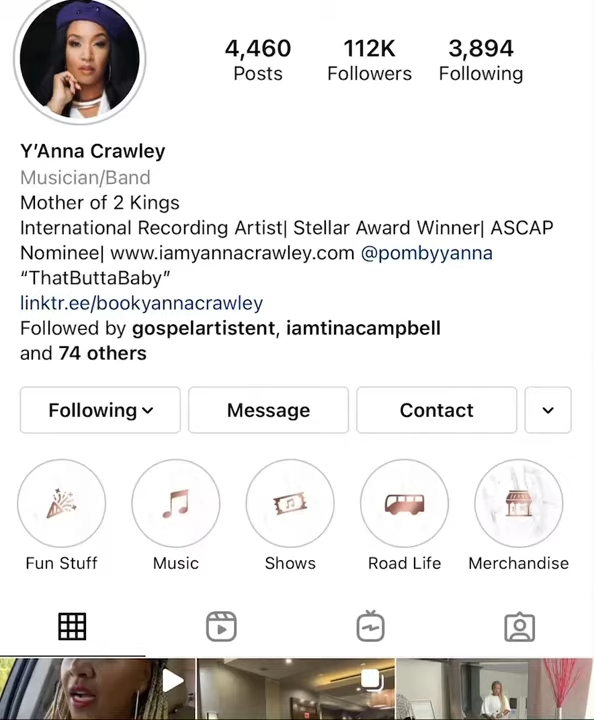 4,460 112K 3,894
Posts Followers Following
Y’Anna Crawley
Musician/Band
Mother of 2 Kings
International Recording Artist| Stellar Award Winner| ASCAP
Nominee| www.iamyannacrawley.com @pombyyanna
“ThatButtaBaby”
linktr.ee/bookyannacrawley
Followed by gospelartistent, iamtinacampbell
and 74 others
Following Message Contact
Fun Stuff Music Shows Road Life Merchandise